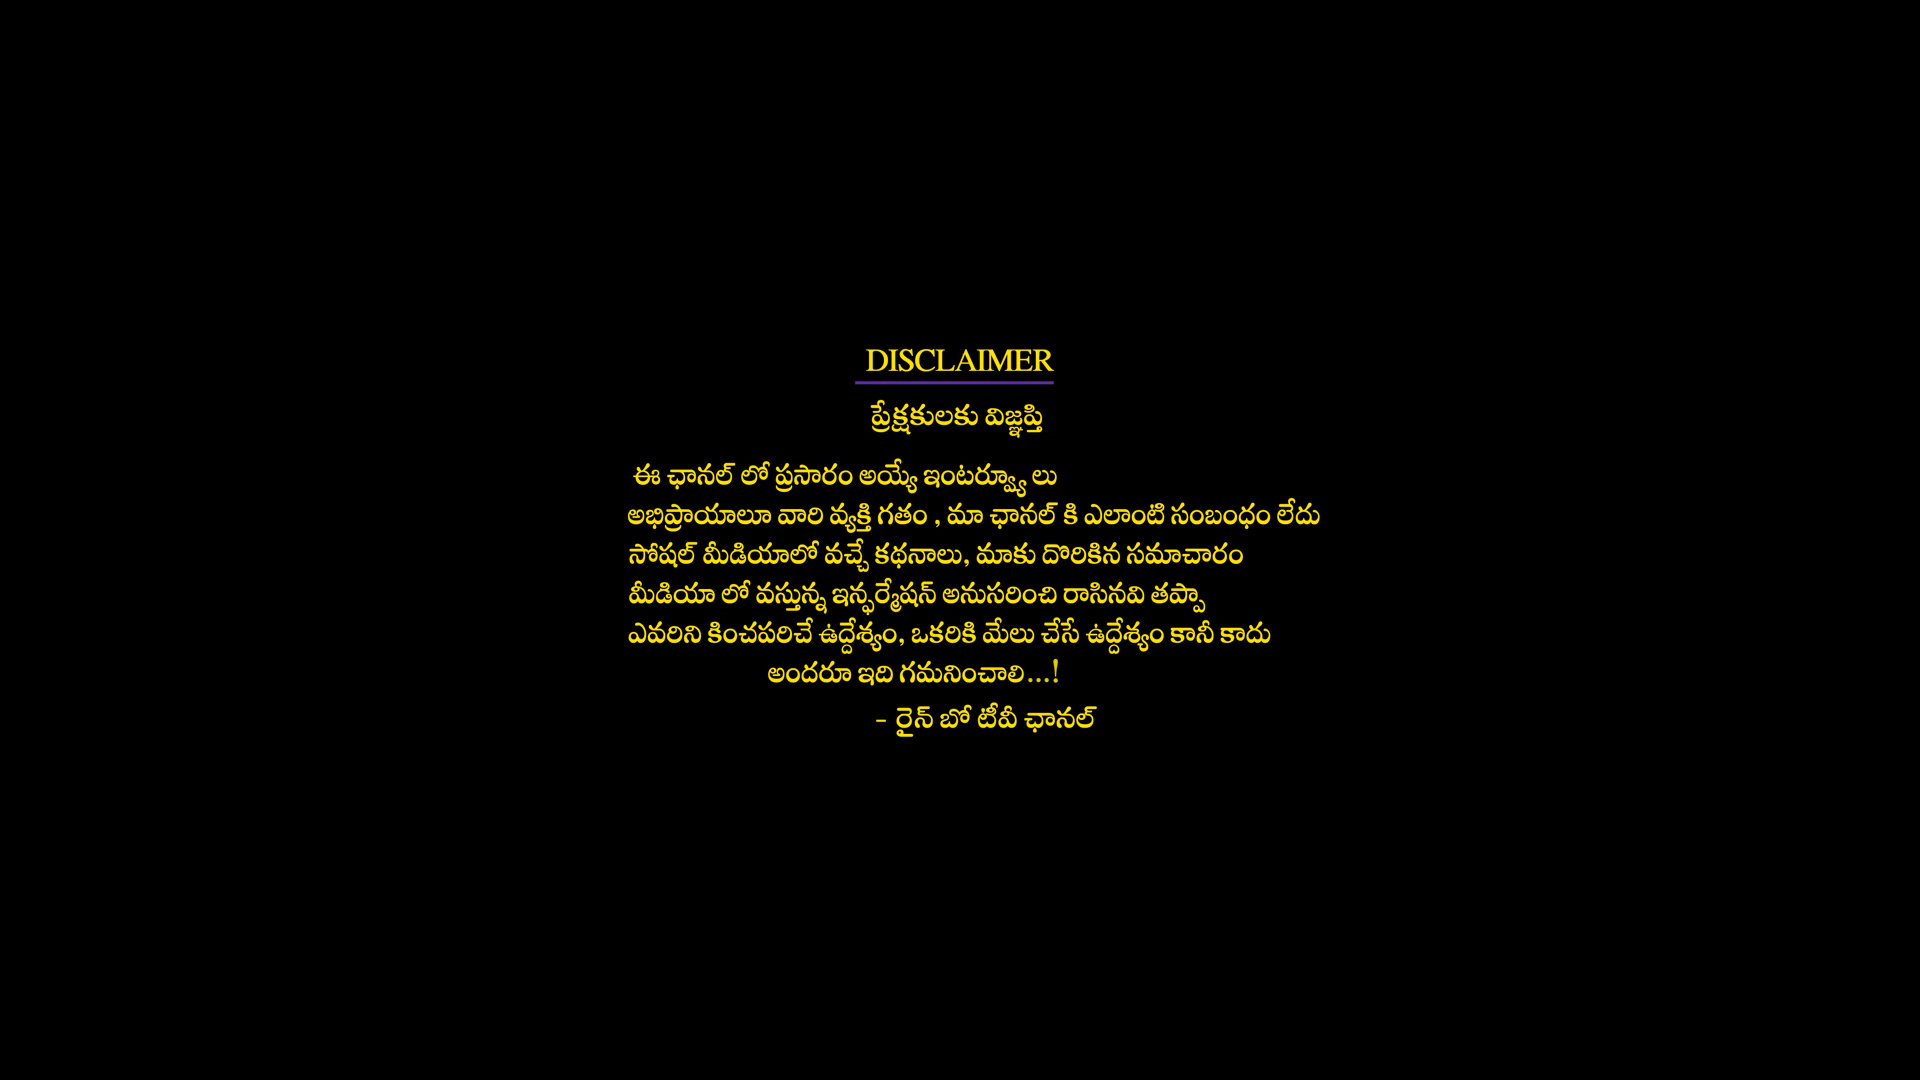 DISCLAIMER
ప్రేక్షకులకు విజ్ఞప్తి
ఈ ఛానల్ లో ప్రసారం అయ్యే ఇంటర్వ్యూ లు
అభిప్రాయాలూ వారి వ్యక్తి గతం , మా ఛానల్ కి ఎలాంటి సంబంధం లేదు
సోషల్ మీడియాలో వచ్చే కథనాలు, మాకు దొరికిన సమాచారం
మీడియా లో వస్తున్న ఇన్ఫర్మేషన్ అనుసరించి రాసినవి తప్పా
ఎవరిని కించపరిచే ఉద్దేశ్యం, ఒకరికి మేలు చేసే ఉద్దేశ్యం కానీ కాదు
అందరూ ఇది గమనించాలి...!
- రైన్ బో టీవీ ఛానల్